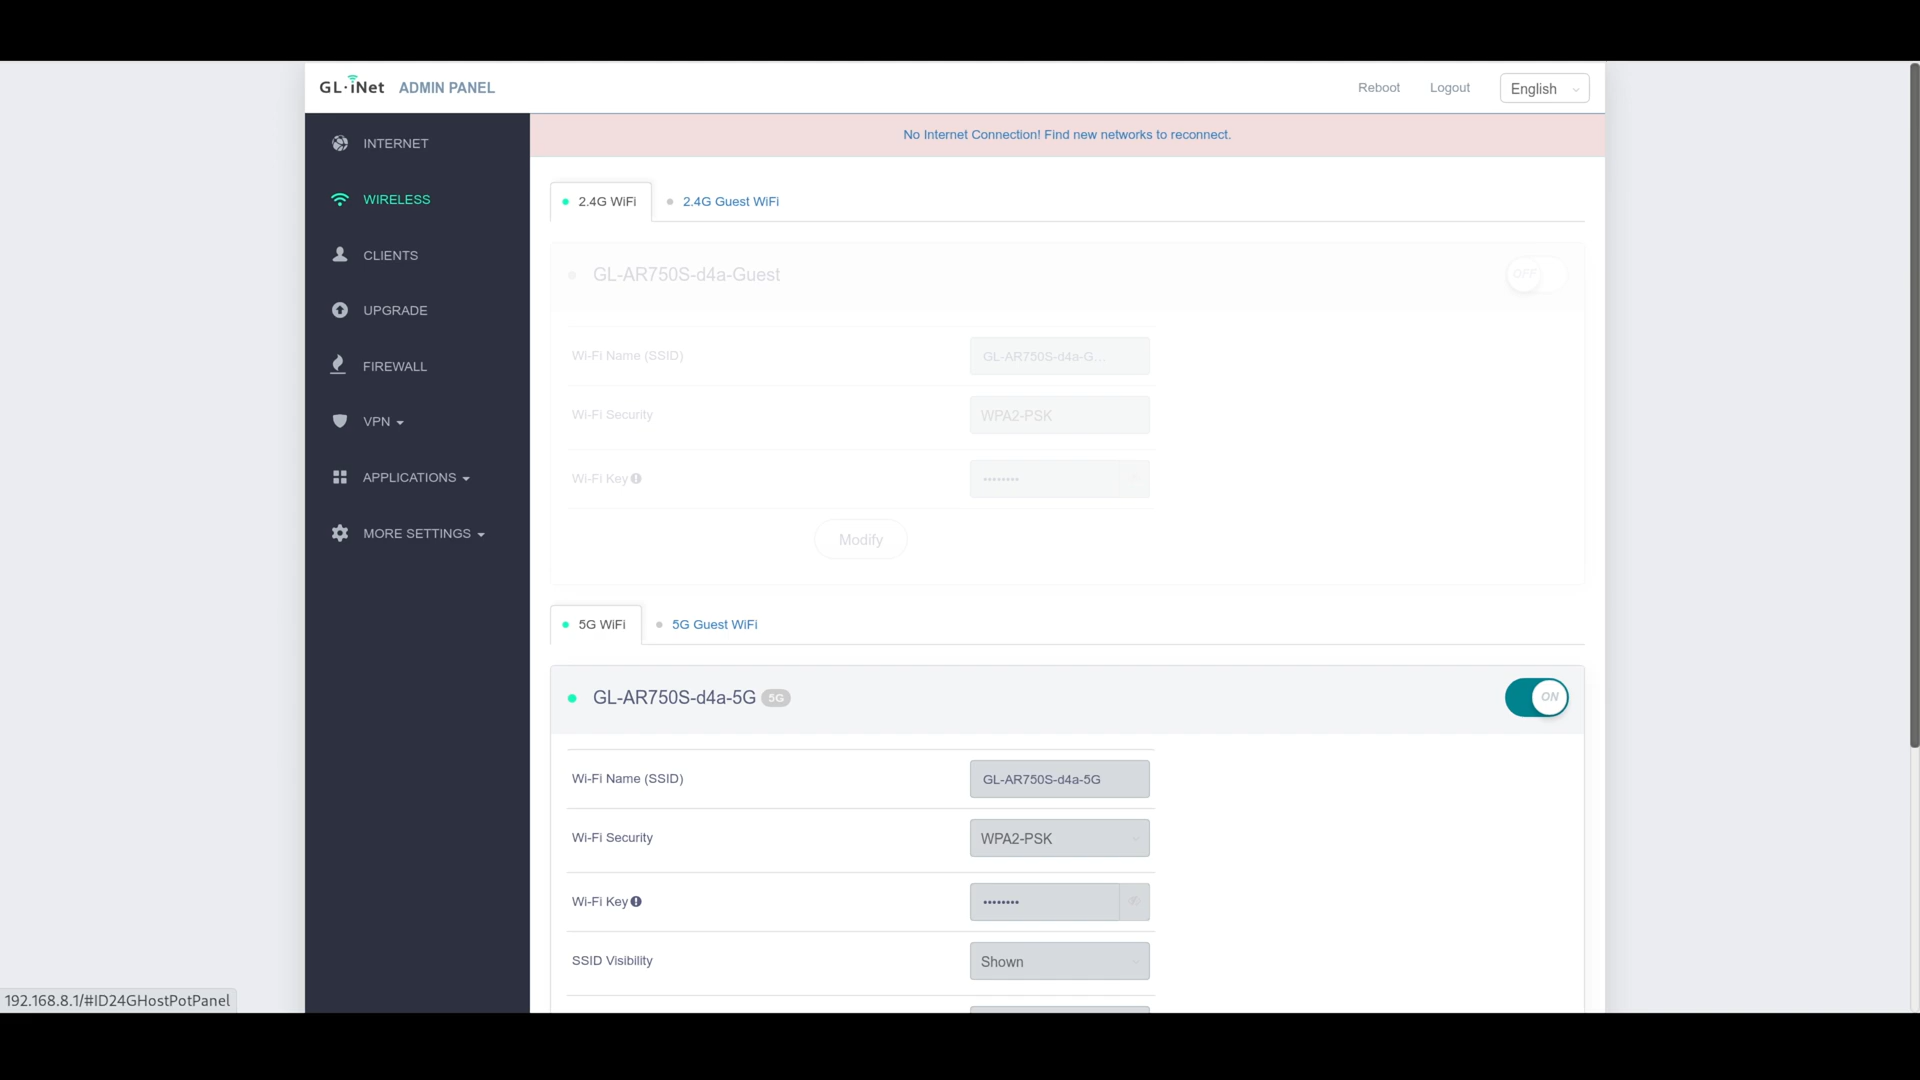 GL·iNet ADMIN PANEL Reboot Logout English
No Internet Connection! Find new networks to reconnect.
INTERNET
WIRELESS
CLIENTS
UPGRADE
FIREWALL
VPN
APPLICATIONS
MORE SETTINGS
2.4G WiFi 2.4G Guest WiFi
GL-AR750S-d4a-Guest OFF
Wi-Fi Name (SSID) GL-AR750S-d4a-G...
Wi-Fi Security WPA2-PSK
Wi-Fi Key ••••••••
Modify
5G WiFi 5G Guest WiFi
GL-AR750S-d4a-5G 5G ON
Wi-Fi Name (SSID) GL-AR750S-d4a-5G
Wi-Fi Security WPA2-PSK
Wi-Fi Key ••••••••
SSID Visibility Shown
192.168.8.1/#ID24GHostPotPanel